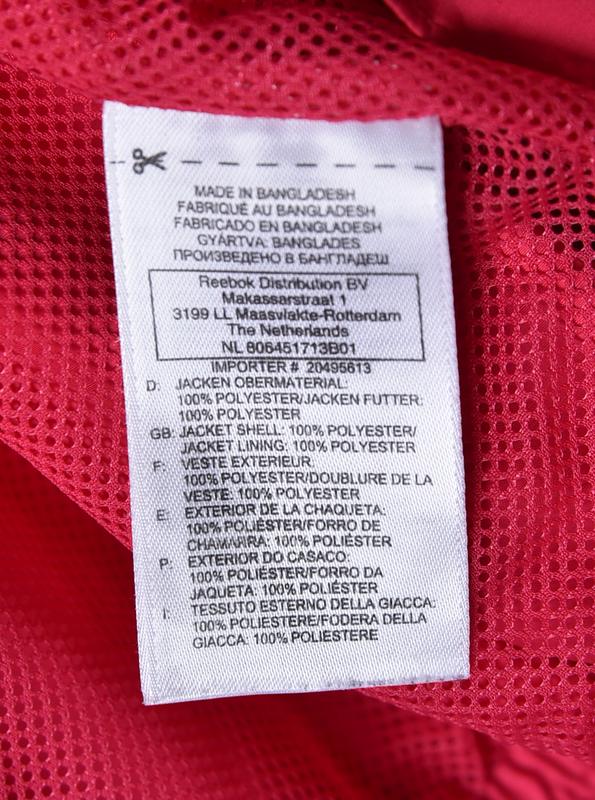 MADE IN BANGLADESH
FABRIQUÉ AU BANGLADESH
FABRICADO EN BANGLADESH
GYÁRTVA: BANGLADES
ПРОИЗВЕДЕНО В БАНГЛАДЕШ
Reebok Distribution BV
Makassarstraat 1
3199 LL Maasvlakte-Rotterdam
The Netherlands
NL 806451713B01
IMPORTER # 20495613
D: JACKEN OBERMATERIAL:
100% POLYESTER/JACKEN FUTTER:
100% POLYESTER
GB: JACKET SHELL: 100% POLYESTER/
JACKET LINING: 100% POLYESTER
F: VESTE EXTERIEUR:
100% POLYESTER/DOUBLURE DE LA
VESTE: 100% POLYESTER
E: EXTERIOR DE LA CHAQUETA:
100% POLIÉSTER/FORRO DE
CHAMARRA: 100% POLIÉSTER
P: EXTERIOR DO CASACO:
100% POLIÉSTER/FORRO DA
JAQUETA: 100% POLIÉSTER
I: TESSUTO ESTERNO DELLA GIACCA:
100% POLIESTERE/FODERA DELLA
GIACCA: 100% POLIESTERE